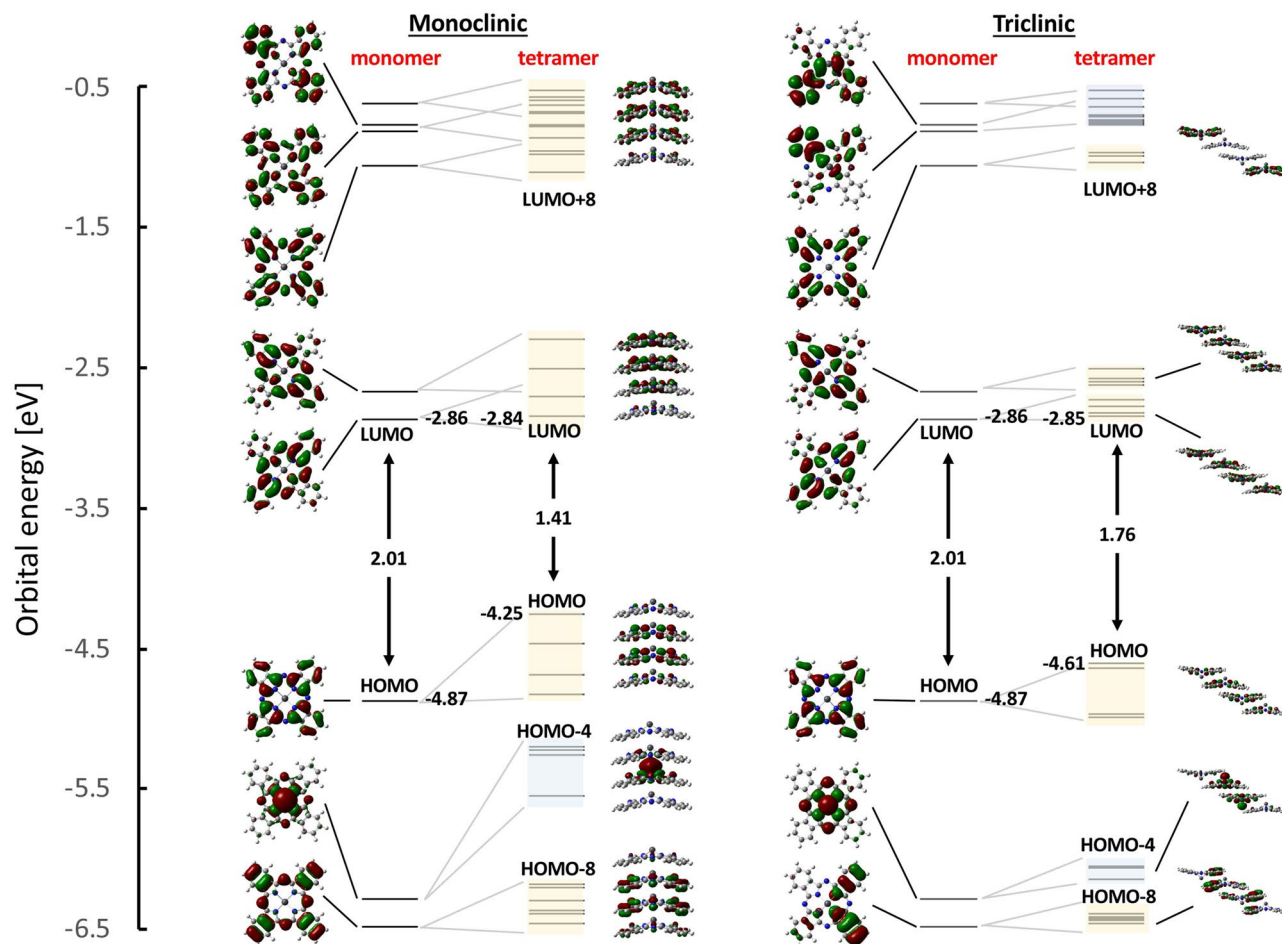 Monoclinic
Triclinic
monomer
tetramer
monomer
tetramer
Orbital energy [eV]
-0.5
-1.5
-2.5
-3.5
-4.5
-5.5
-6.5
LUMO+8
-2.86
-2.84
LUMO
LUMO
2.01
1.41
HOMO
-4.25
HOMO
-4.87
HOMO-4
HOMO-8
LUMO+8
-2.86
-2.85
LUMO
LUMO
2.01
1.76
HOMO
-4.61
HOMO
-4.87
HOMO-4
HOMO-8